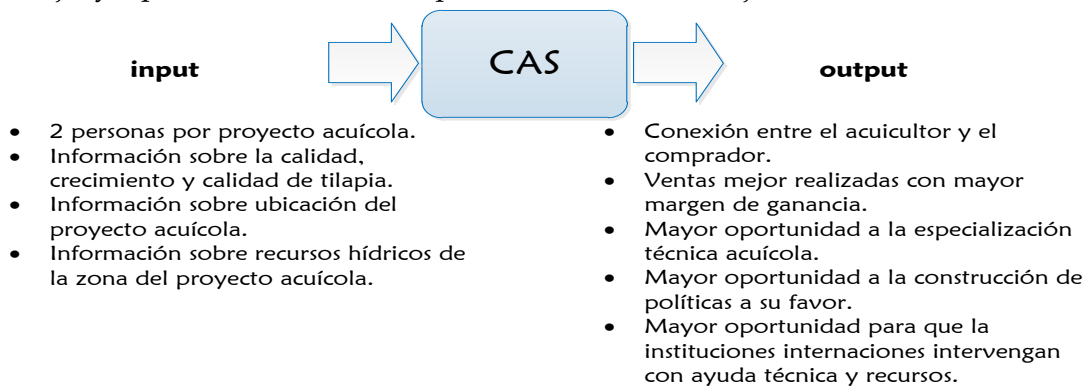 CAS
input
output
• 2 personas por proyecto acuícola.
• Información sobre la calidad,
crecimiento y calidad de tilapia.
• Información sobre ubicación del
proyecto acuícola.
• Información sobre recursos hídricos de
la zona del proyecto acuícola.
• Conexión entre el acuicultor y el
comprador.
• Ventas mejor realizadas con mayor
margen de ganancia.
• Mayor oportunidad a la especialización
técnica acuícola.
• Mayor oportunidad a la construcción de
políticas a su favor.
• Mayor oportunidad para que la
instituciones internaciones intervengan
con ayuda técnica y recursos.